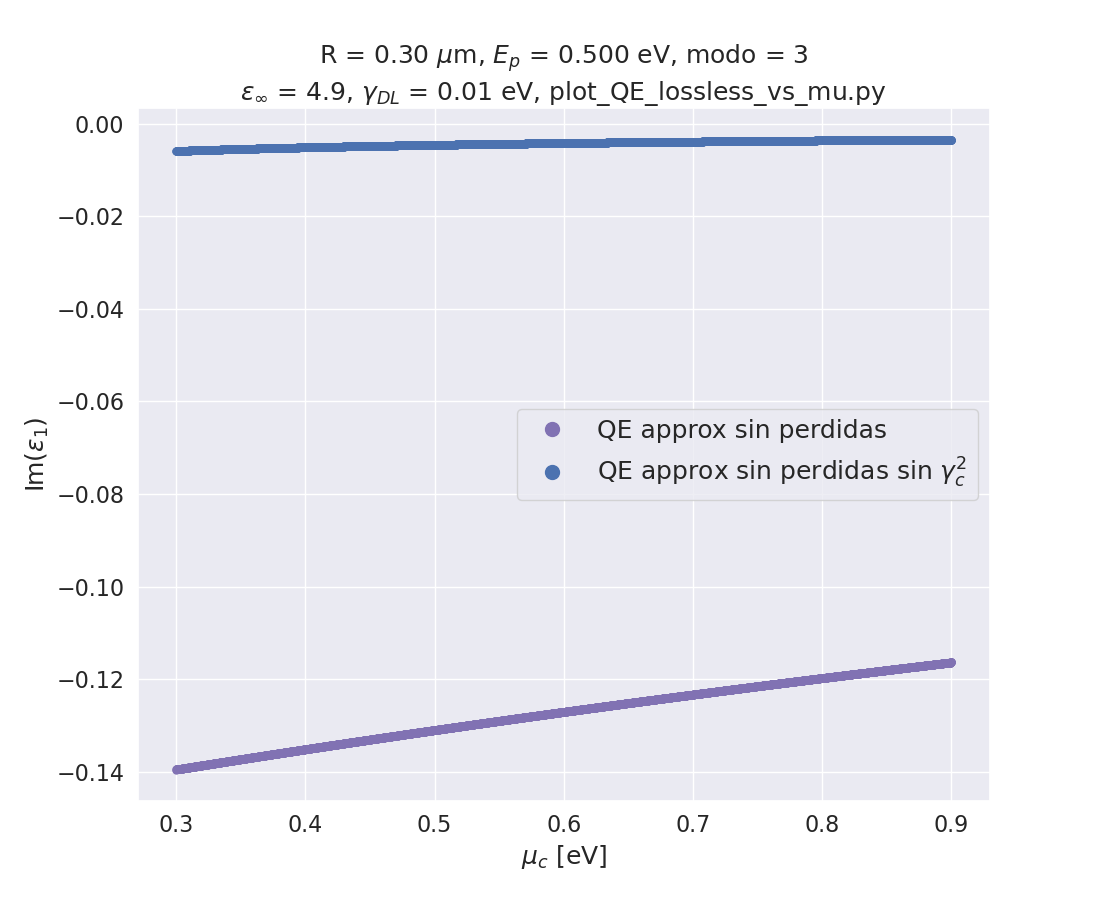 R = 0.30 μm, E_p = 0.500 eV, modo = 3
ε_∞ = 4.9, γ_DL = 0.01 eV, plot_QE_lossless_vs_mu.py
0.00
−0.02
−0.04
−0.06
−0.08
−0.10
−0.12
−0.14
Im(ε₁)
QE approx sin perdidas
QE approx sin perdidas sin γ_c^2
0.3 0.4 0.5 0.6 0.7 0.8 0.9
μ_c [eV]